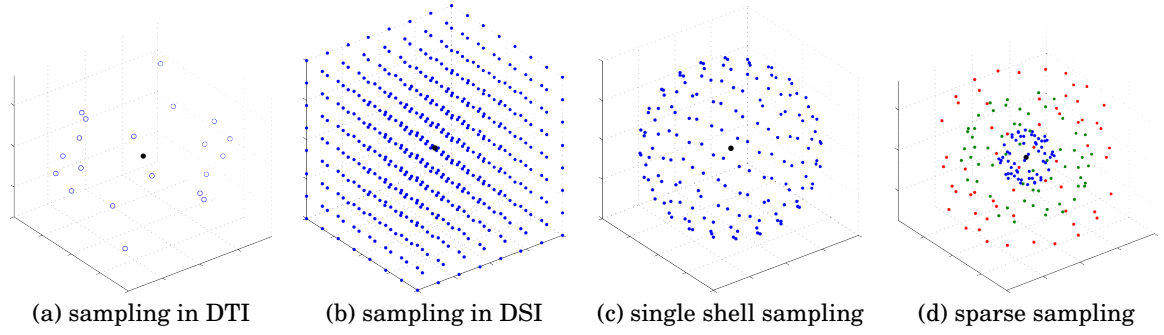 (a) sampling in DTI
(b) sampling in DSI
(c) single shell sampling
(d) sparse sampling